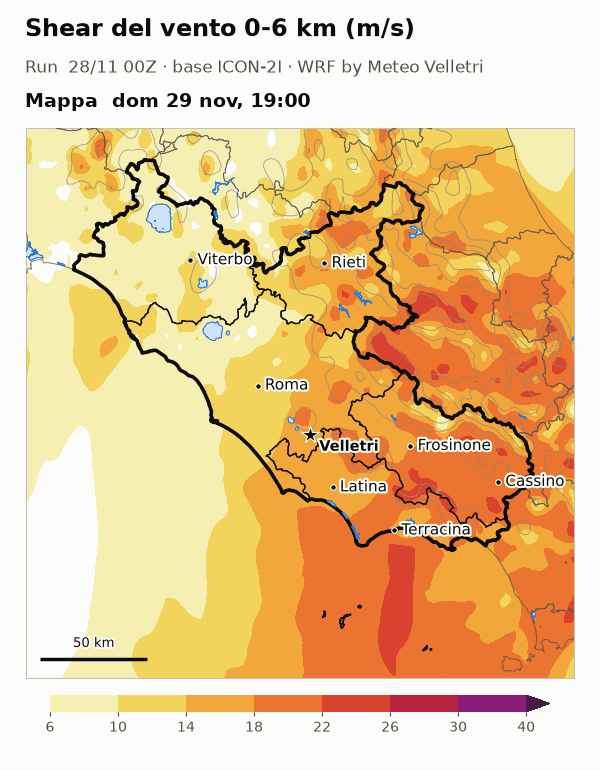 Shear del vento 0-6 km (m/s)
Run 28/11 00Z · base ICON-2I · WRF by Meteo Velletri
Mappa dom 29 nov, 19:00
Viterbo
Rieti
Roma
Velletri
Frosinone
Latina
Cassino
Terracina
50 km
6 10 14 18 22 26 30 40